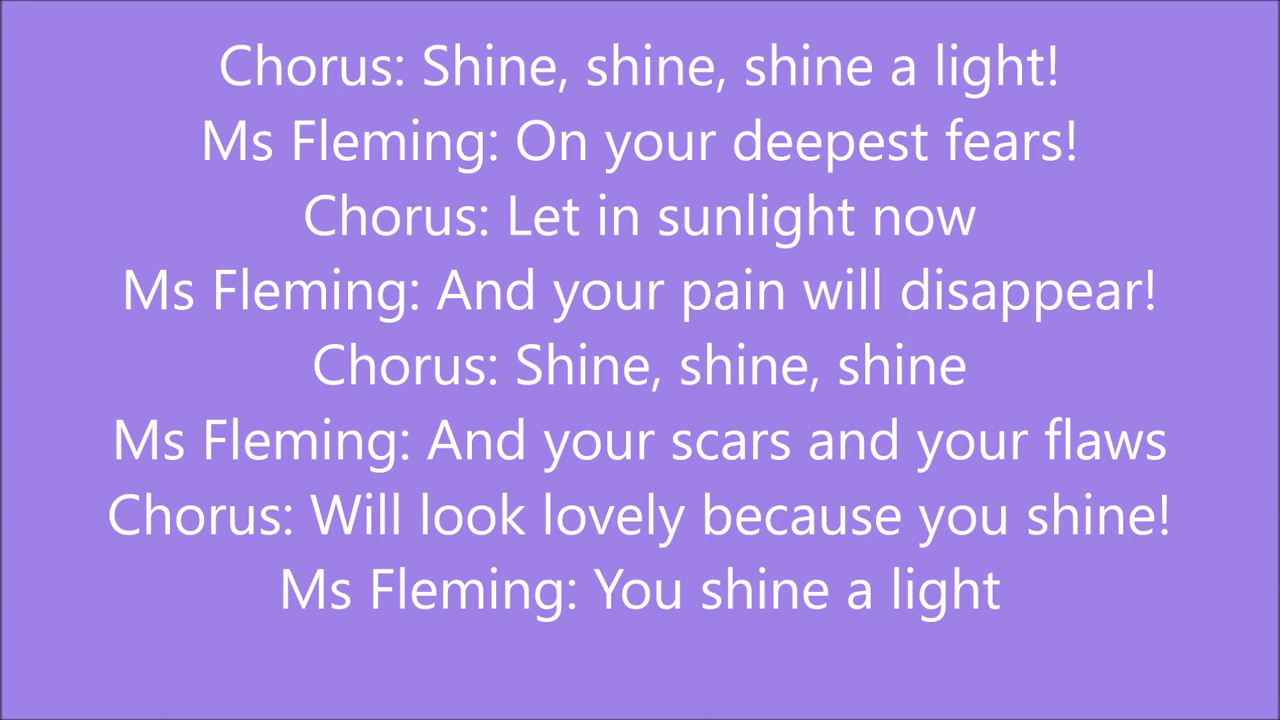 Chorus: Shine, shine, shine a light!
Ms Fleming: On your deepest fears!
Chorus: Let in sunlight now
Ms Fleming: And your pain will disappear!
Chorus: Shine, shine, shine
Ms Fleming: And your scars and your flaws
Chorus: Will look lovely because you shine!
Ms Fleming: You shine a light